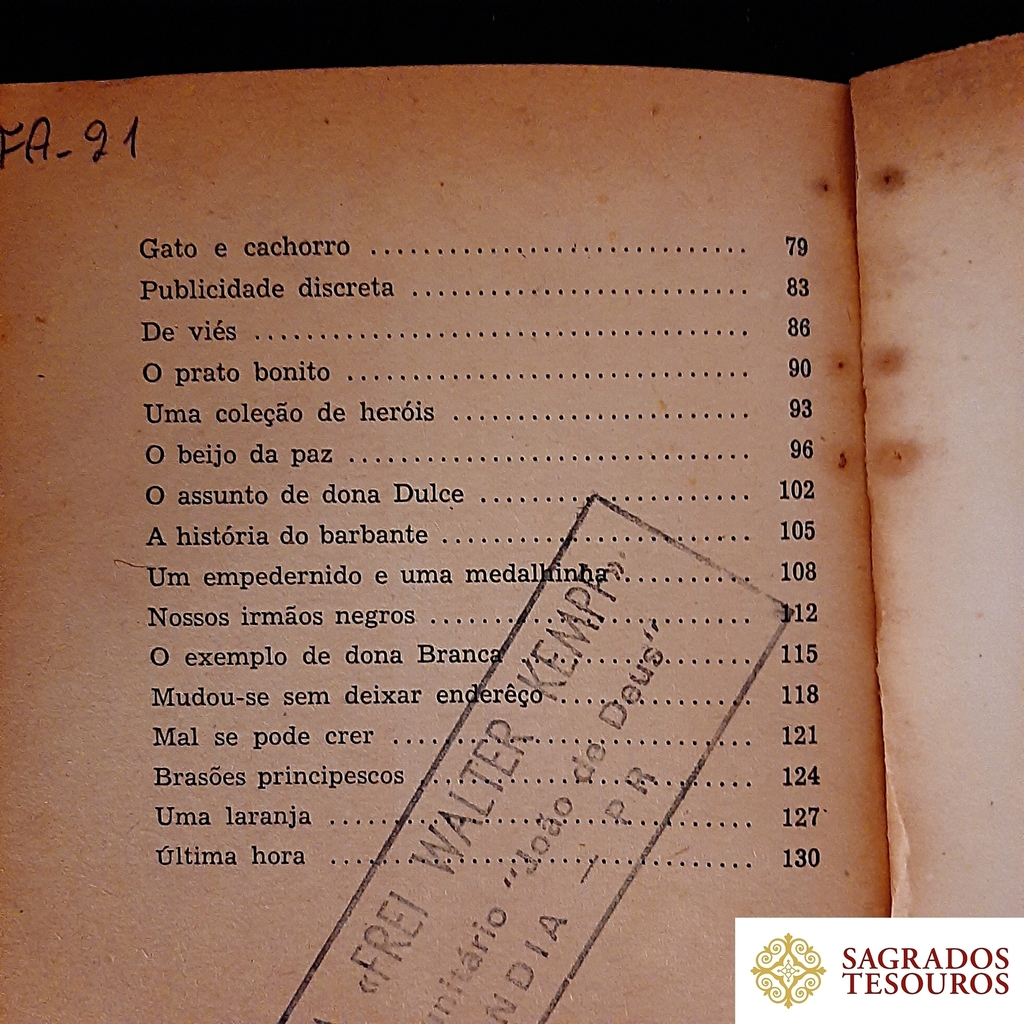 FA-91
Gato e cachorro .............................. 79
Publicidade discreta .......................... 83
De viés ...................................... 86
O prato bonito ............................... 90
Uma coleção de heróis ....................... 93
O beijo da paz ............................... 96
O assunto de dona Dulce ..................... 102
A história do barbante ........................ 105
Um empedernido e uma medalhinha .......... 108
Nossos irmãos negros ......................... 112
O exemplo de dona Branca .................. 115
Mudou-se sem deixar enderêço ............... 118
Mal se pode crer ............................ 121
Brasões principescos .......................... 124
Uma laranja ................................. 127
Última hora ................................. 130
«FREI WALTER KEMPF»
"João de Deus"
— PR
SAGRADOS
TESOUROS